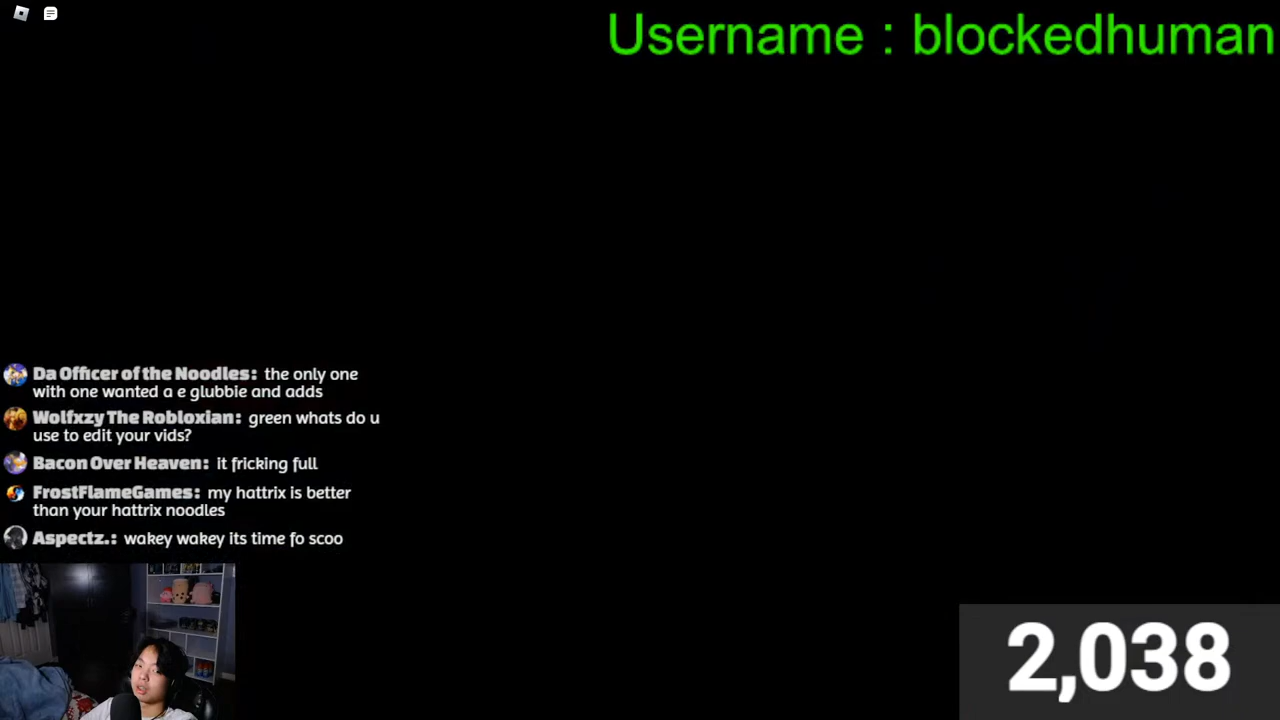 Username : blockedhuman
Da Officer of the Noodles: the only one
with one wanted a e glubbie and adds
Wolfxzy The Robloxian: green whats do u
use to edit your vids?
Bacon Over Heaven: it fricking full
FrostFlameGames: my hattrix is better
than your hattrix noodles
Aspectz.: wakey wakey its time fo scoo
2,038